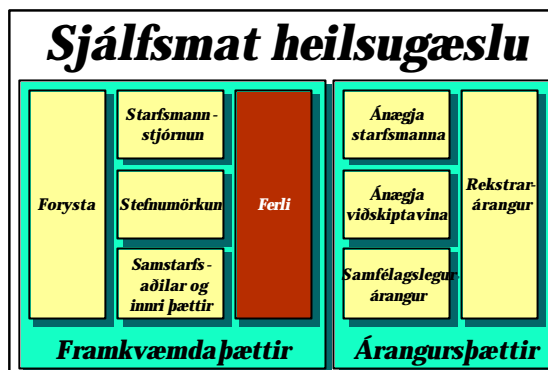 Sjálfsmat heilsugæslu
Forysta
Starfsmann-
stjórnun
Stefnumörkun
Samstarfs-
aðilar og
innri þættir
Ferli
Framkvæmdaþættir
Ánægja
starfsmanna
Ánægja
viðskiptavina
Samfélagslegur
árangur
Rekstrar-
árangur
Árangursþættir